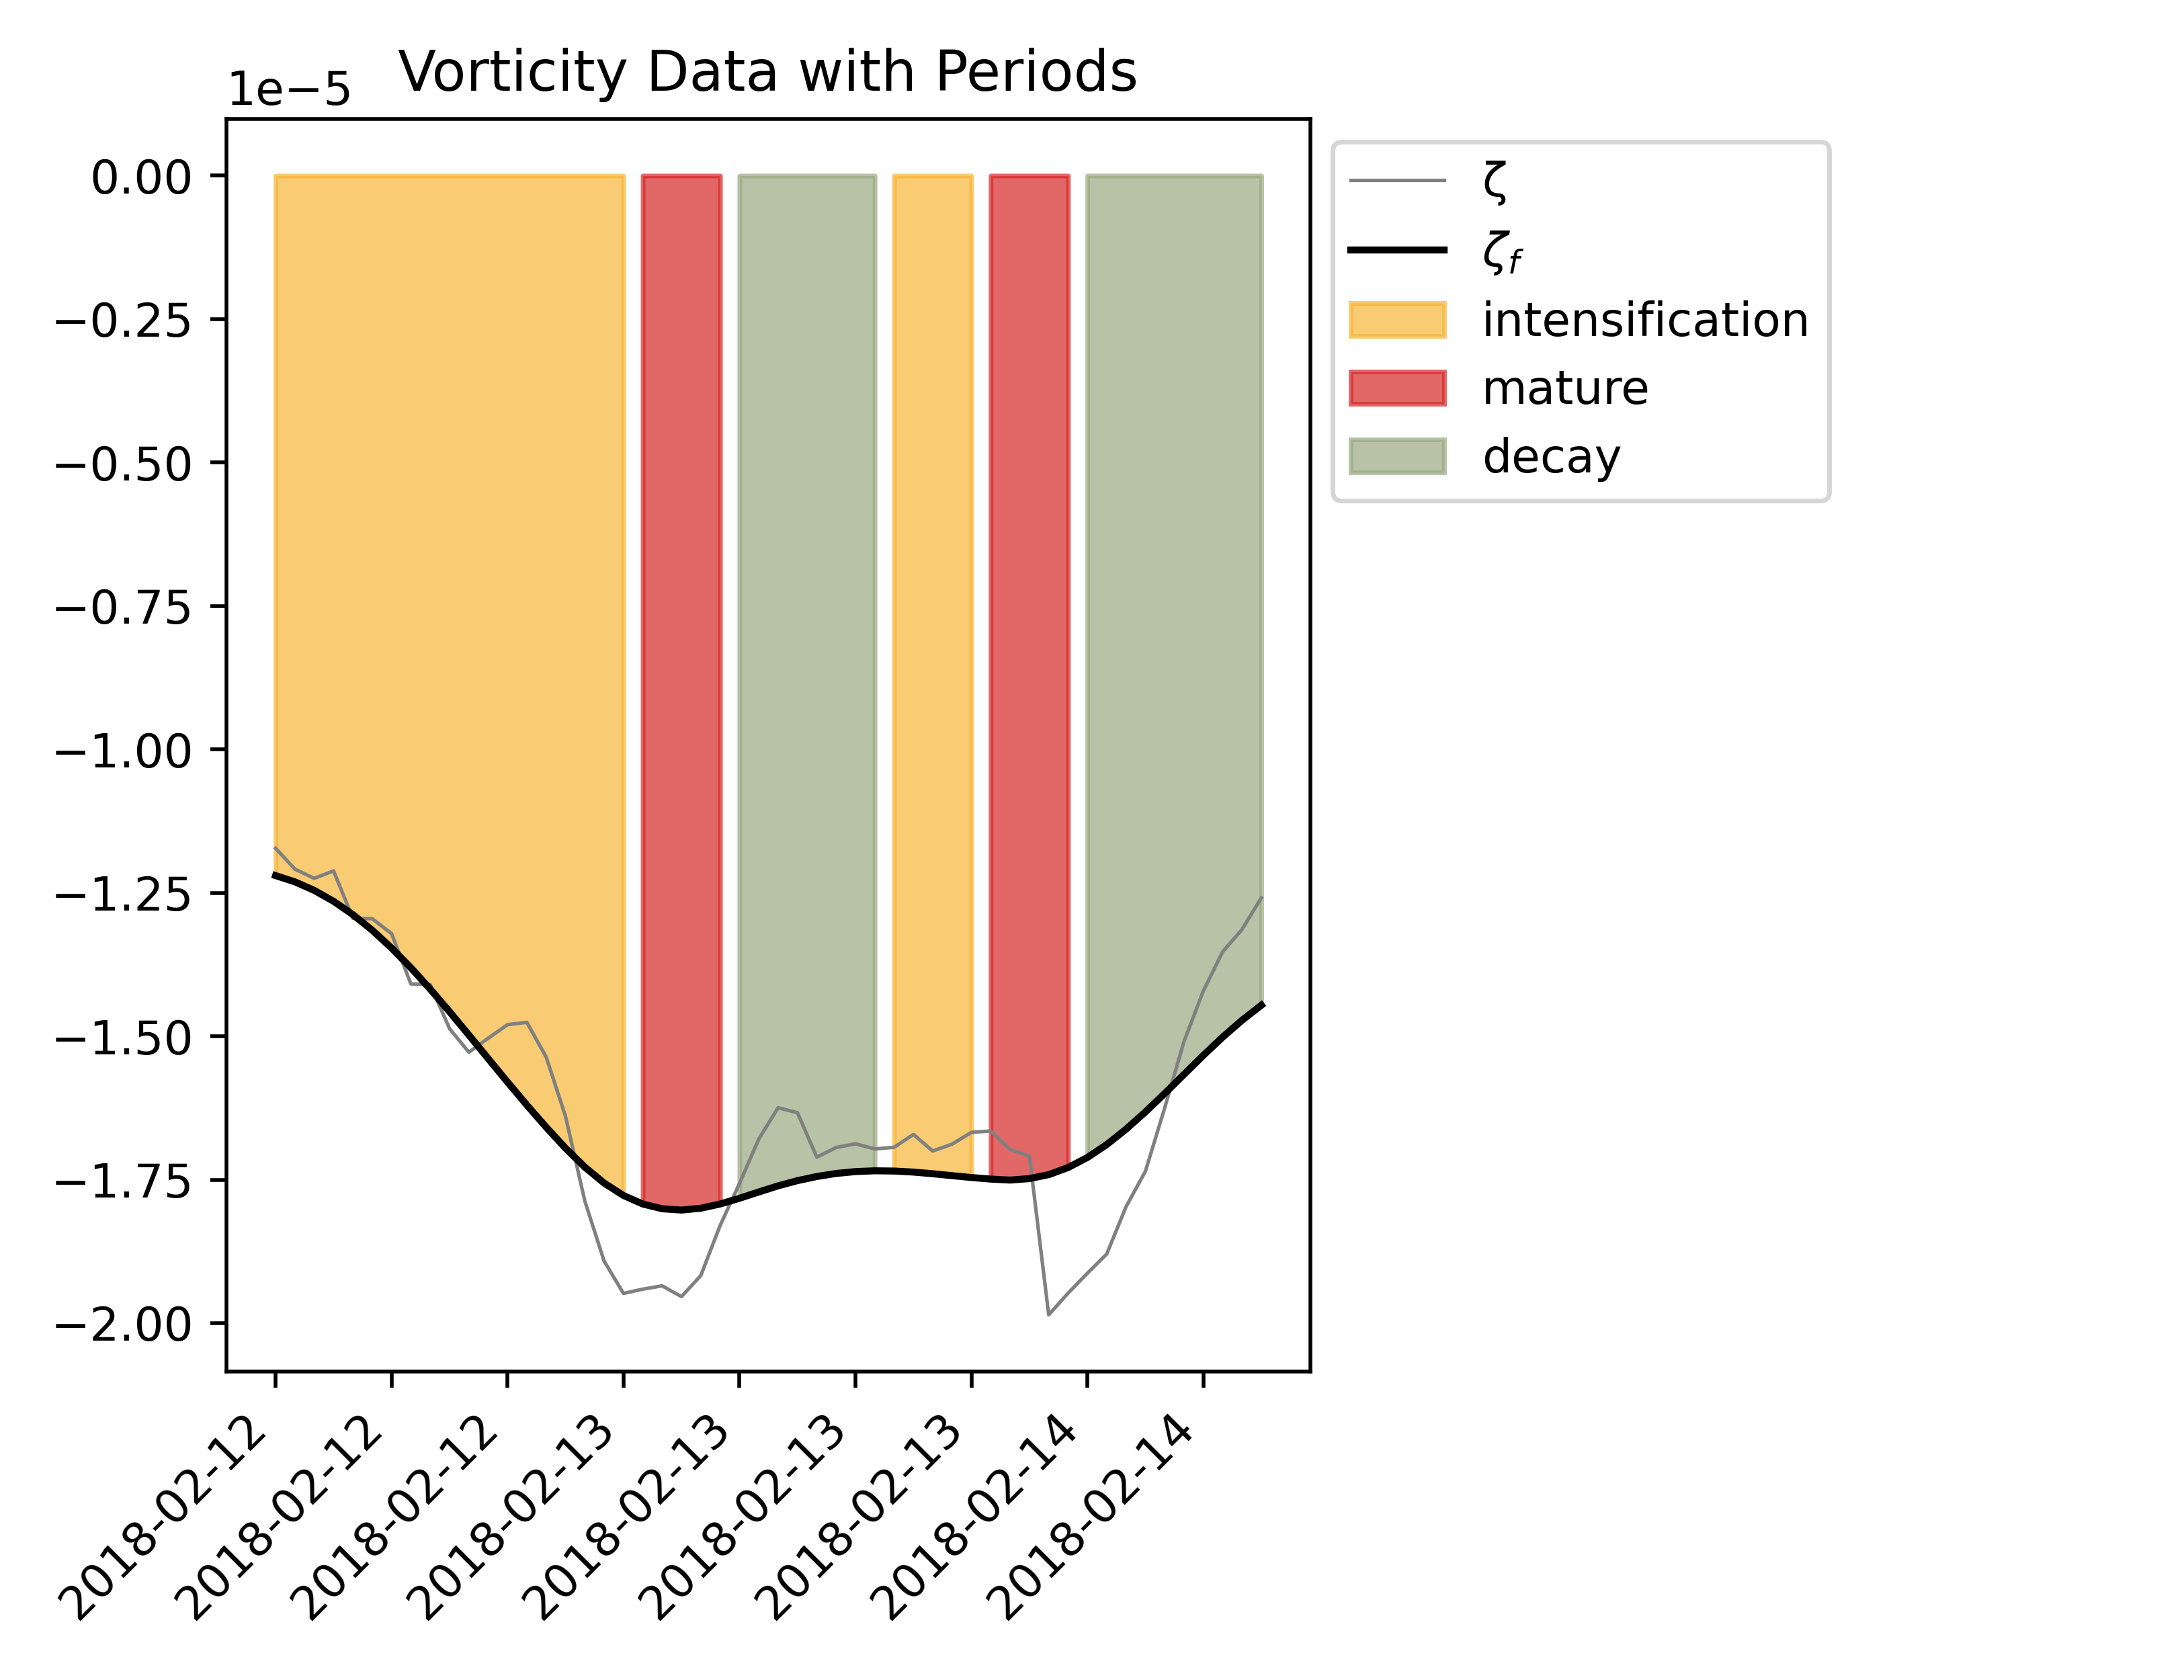 Vorticity Data with Periods
1e−5
0.00
−0.25
−0.50
−0.75
−1.00
−1.25
−1.50
−1.75
−2.00
2018-02-12
2018-02-12
2018-02-12
2018-02-13
2018-02-13
2018-02-13
2018-02-13
2018-02-14
2018-02-14
ζ
ζf
intensification
mature
decay